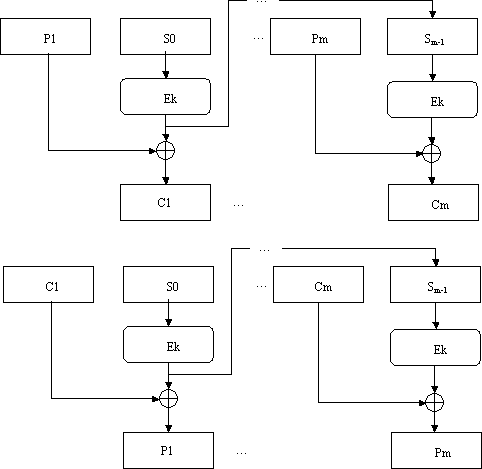 ...
P1 S0 ... Pm Sm-1
Ek Ek
C1 ... Cm
...
C1 S0 ... Cm Sm-1
Ek Ek
P1 ... Pm